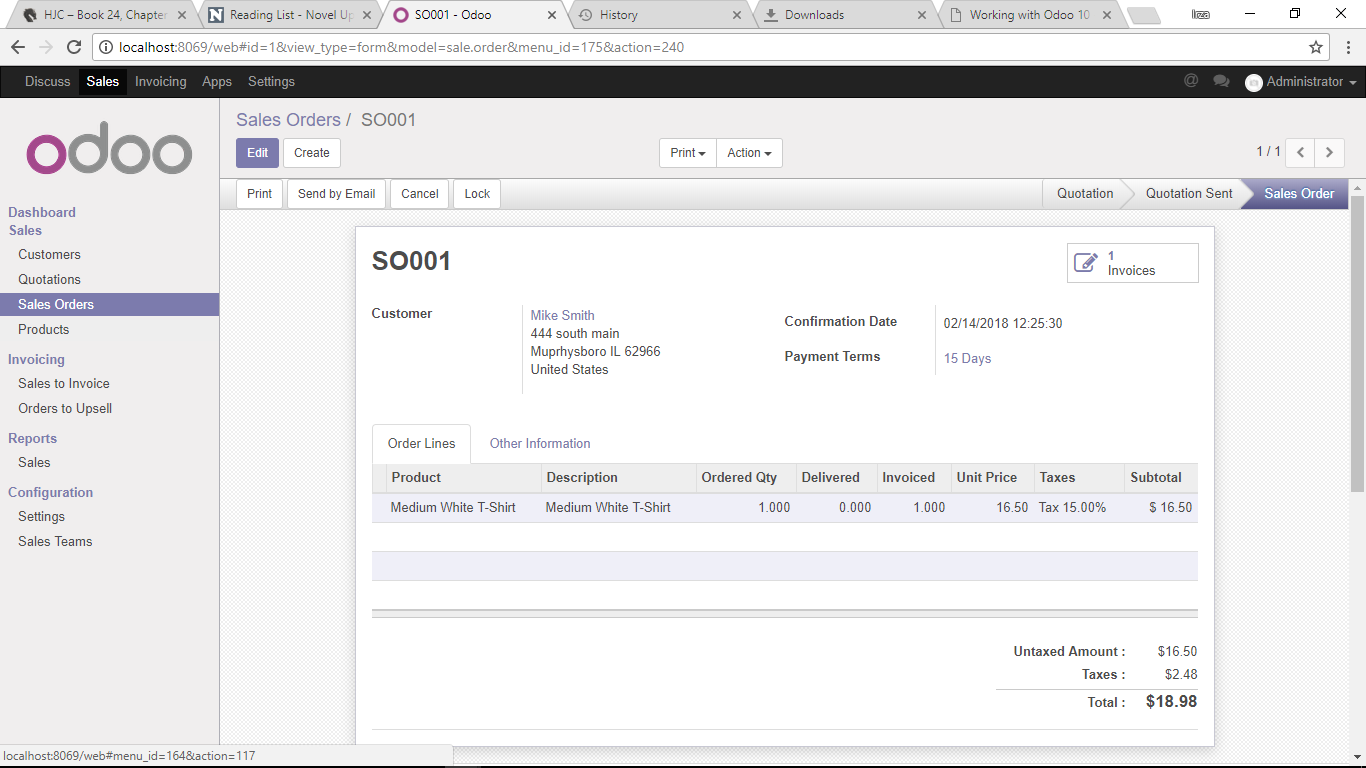 HJC – Book 24, Chapter
Reading List - Novel Up
SO001 - Odoo
History
Downloads
Working with Odoo 10
liza
localhost:8069/web#id=1&view_type=form&model=sale.order&menu_id=175&action=240
Discuss Sales Invoicing Apps Settings
@ Administrator
odoo
Sales Orders / SO001
Edit Create
Print Action
1 / 1
Print Send by Email Cancel Lock
Quotation Quotation Sent Sales Order
Dashboard
Sales
Customers
Quotations
Sales Orders
Products
Invoicing
Sales to Invoice
Orders to Upsell
Reports
Sales
Configuration
Settings
Sales Teams
SO001
1
Invoices
Customer
Mike Smith
444 south main
Muprhysboro IL 62966
United States
Confirmation Date 02/14/2018 12:25:30
Payment Terms 15 Days
Order Lines Other Information
Product Description Ordered Qty Delivered Invoiced Unit Price Taxes Subtotal
Medium White T-Shirt Medium White T-Shirt 1.000 0.000 1.000 16.50 Tax 15.00% $ 16.50
Untaxed Amount : $16.50
Taxes : $2.48
Total : $18.98
localhost:8069/web#menu_id=164&action=117